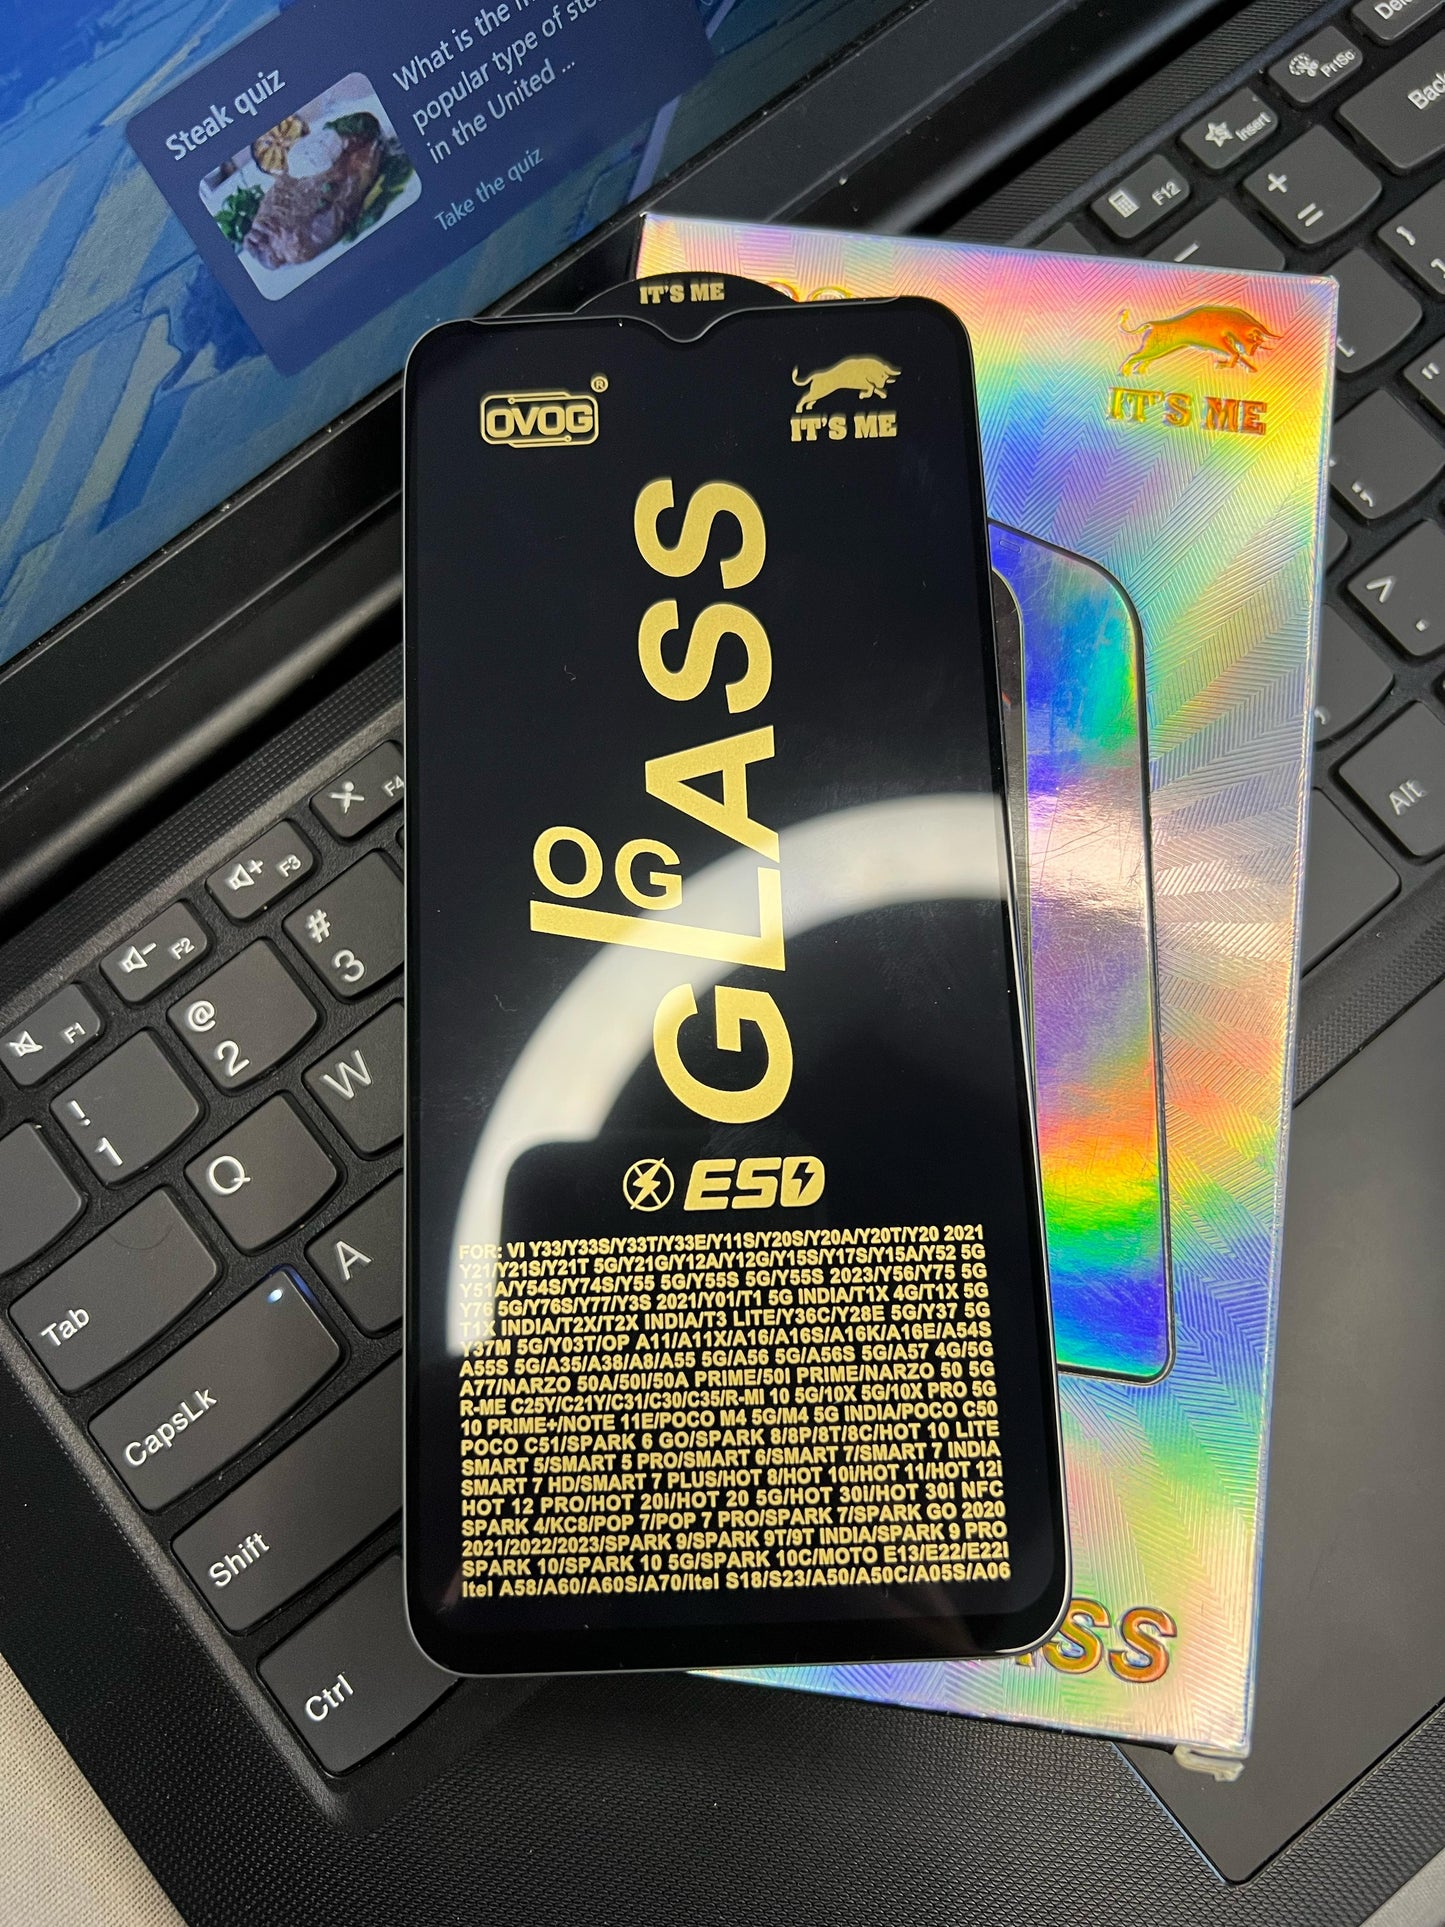 Steak quiz
What is the
popular type of
in the United ...
Take the quiz
IT'S ME
OVOG®
IT'S ME
IT'S ME
OG
GLASS
ESD
FOR: VI Y33/Y33S/Y33T/Y33E/Y11S/Y20S/Y20A/Y20T/Y20 2021
Y21/Y21S/Y21T 5G/Y21G/Y12A/Y12G/Y15S/Y17S/Y15A/Y52 5G
Y51A/Y54S/Y74S/Y55 5G/Y55S 5G/Y55S 2023/Y56/Y75 5G
Y76 5G/Y76S/Y77/Y3S 2021/Y01/T1 5G INDIA/T1X 4G/T1X 5G
T1X INDIA/T2X/T2X INDIA/T3 LITE/Y36C/Y28E 5G/Y37 5G
Y37M 5G/Y03T/OP A11/A11X/A16/A16S/A16K/A16E/A54S
A55S 5G/A35/A38/A8/A55 5G/A56 5G/A56S 5G/A57 4G/5G
A77/NARZO 50A/50I/50A PRIME/50I PRIME/NARZO 50 5G
R-ME C25Y/C21Y/C31/C30/C35/R-MI 10 5G/10X 5G/10X PRO 5G
10 PRIME+/NOTE 11E/POCO M4 5G/M4 5G INDIA/POCO C50
POCO C51/SPARK 6 GO/SPARK 8/8P/8T/8C/HOT 10 LITE
SMART 5/SMART 5 PRO/SMART 6/SMART 7/SMART 7 INDIA
SMART 7 HD/SMART 7 PLUS/HOT 8/HOT 10I/HOT 11/HOT 12I
HOT 12 PRO/HOT 20I/HOT 20 5G/HOT 30I/HOT 30I NFC
SPARK 4/KC8/POP 7/POP 7 PRO/SPARK 7/SPARK GO 2020
2021/2022/2023/SPARK 9/SPARK 9T/9T INDIA/SPARK 9 PRO
SPARK 10/SPARK 10 5G/SPARK 10C/MOTO E13/E22/E22I
Itel A58/A60/A60S/A70/Itel S18/S23/A50/A50C/A05S/A06
SS
PrtSc
Insert
F12
+
=
Back
Alt
F4
F3
F2
F1
#
3
@
2
!
1
W
Q
A
Tab
CapsLk
Shift
Ctrl